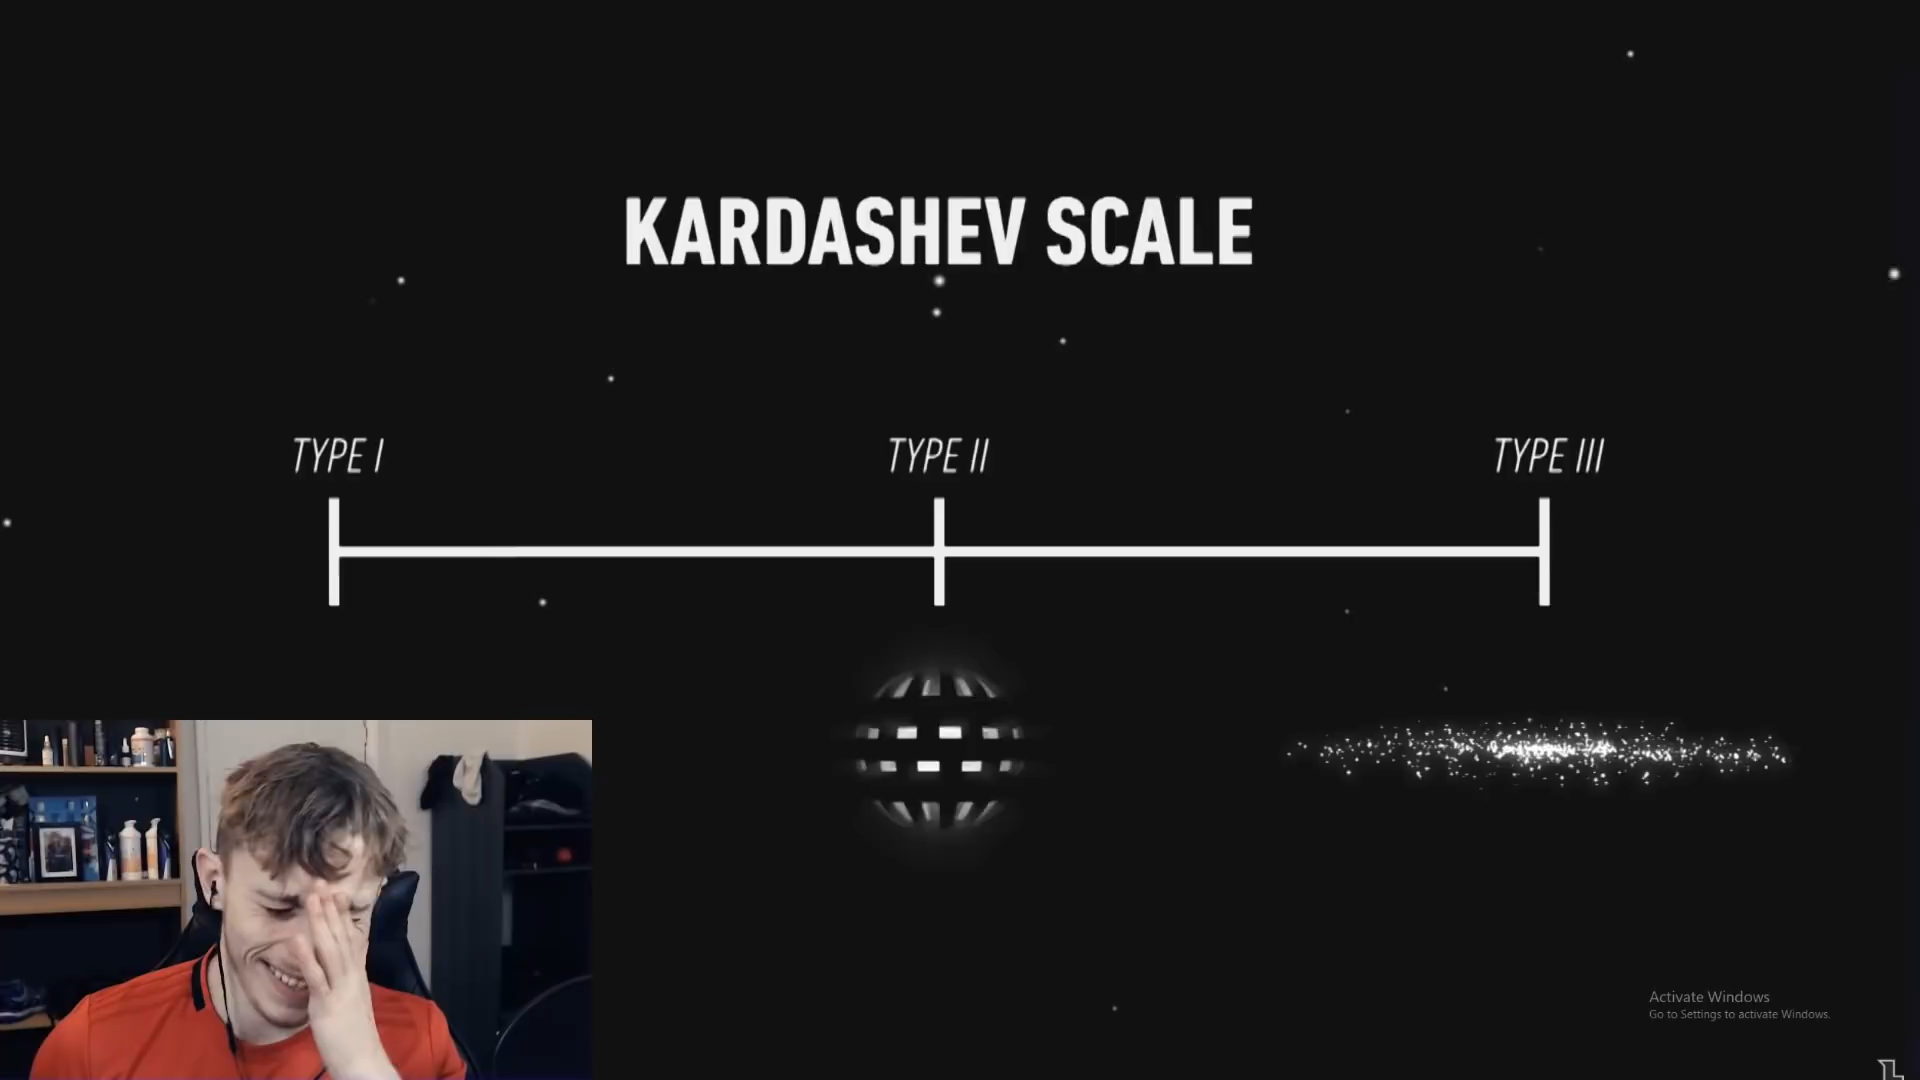 KARDASHEV SCALE
TYPE I
TYPE II
TYPE III
Activate Windows
Go to Settings to activate Windows.